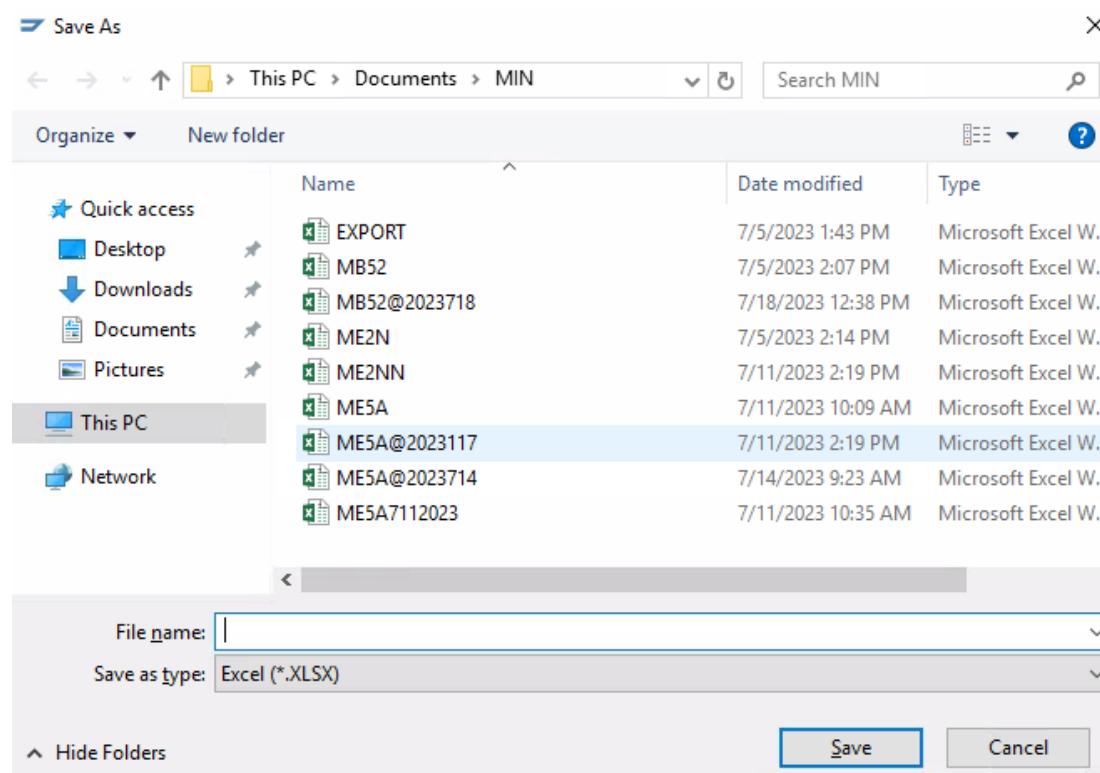 Save As
This PC > Documents > MIN
Search MIN
Organize
New folder
Name Date modified Type
Quick access
Desktop
Downloads
Documents
Pictures
This PC
Network
EXPORT 7/5/2023 1:43 PM Microsoft Excel W.
MB52 7/5/2023 2:07 PM Microsoft Excel W.
MB52@2023718 7/18/2023 12:38 PM Microsoft Excel W.
ME2N 7/5/2023 2:14 PM Microsoft Excel W.
ME2NN 7/11/2023 2:19 PM Microsoft Excel W.
ME5A 7/11/2023 10:09 AM Microsoft Excel W.
ME5A@2023117 7/11/2023 2:19 PM Microsoft Excel W.
ME5A@2023714 7/14/2023 9:23 AM Microsoft Excel W.
ME5A7112023 7/11/2023 10:35 AM Microsoft Excel W.
File name:
Save as type: Excel (*.XLSX)
Hide Folders
Save
Cancel